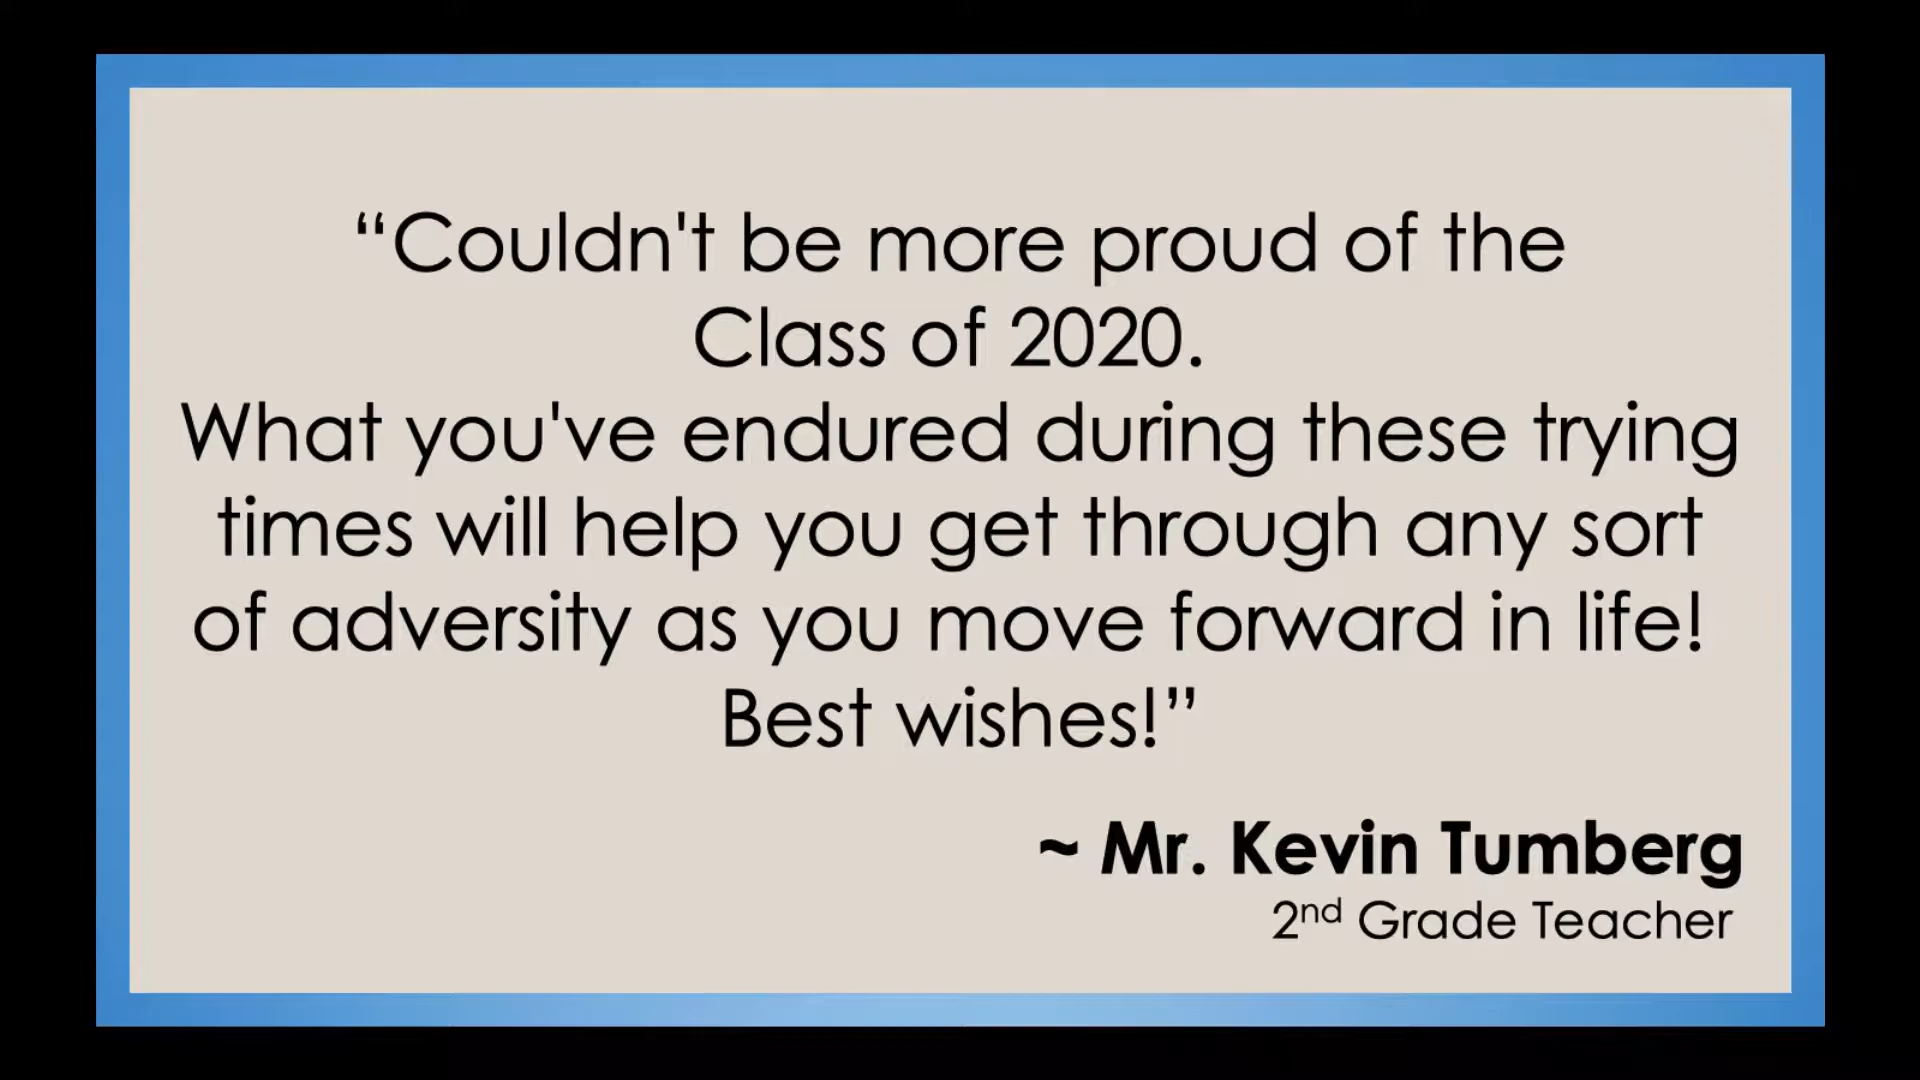 “Couldn't be more proud of the
Class of 2020.
What you've endured during these trying
times will help you get through any sort
of adversity as you move forward in life!
Best wishes!”
~ Mr. Kevin Tumberg
2nd Grade Teacher